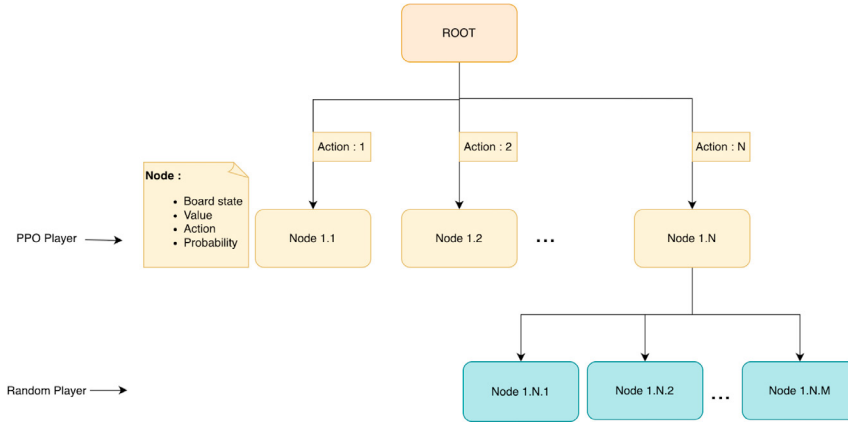 ROOT
Action : 1
Action : 2
Action : N
Node :
• Board state
• Value
• Action
• Probability
PPO Player
Node 1.1
Node 1.2
...
Node 1.N
Random Player
Node 1.N.1
Node 1.N.2
...
Node 1.N.M